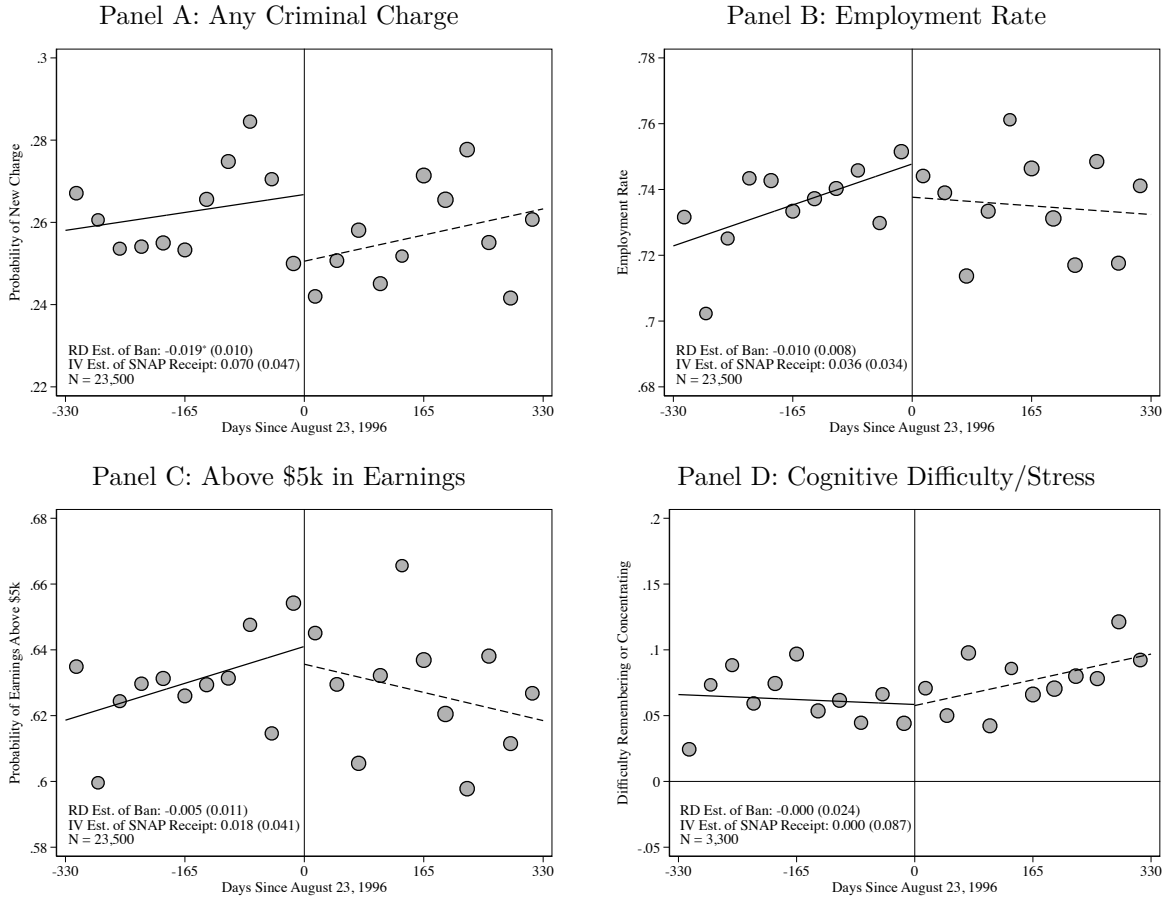 Panel A: Any Criminal Charge
Probability of New Charge
.3
.28
.26
.24
.22
RD Est. of Ban: -0.019* (0.010)
IV Est. of SNAP Receipt: 0.070 (0.047)
N = 23,500
-330 -165 0 165 330
Days Since August 23, 1996
Panel B: Employment Rate
Employment Rate
.78
.76
.74
.72
.7
.68
RD Est. of Ban: -0.010 (0.008)
IV Est. of SNAP Receipt: 0.036 (0.034)
N = 23,500
-330 -165 0 165 330
Days Since August 23, 1996
Panel C: Above $5k in Earnings
Probability of Earnings Above $5k
.68
.66
.64
.62
.6
.58
RD Est. of Ban: -0.005 (0.011)
IV Est. of SNAP Receipt: 0.018 (0.041)
N = 23,500
-330 -165 0 165 330
Days Since August 23, 1996
Panel D: Cognitive Difficulty/Stress
Difficulty Remembering or Concentrating
.2
.15
.1
.05
0
-.05
RD Est. of Ban: -0.000 (0.024)
IV Est. of SNAP Receipt: 0.000 (0.087)
N = 3,300
-330 -165 0 165 330
Days Since August 23, 1996